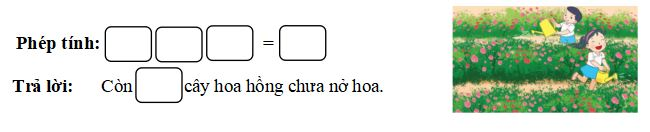 Phép tính: =
Trả lời: Còn cây hoa hồng chưa nở hoa.